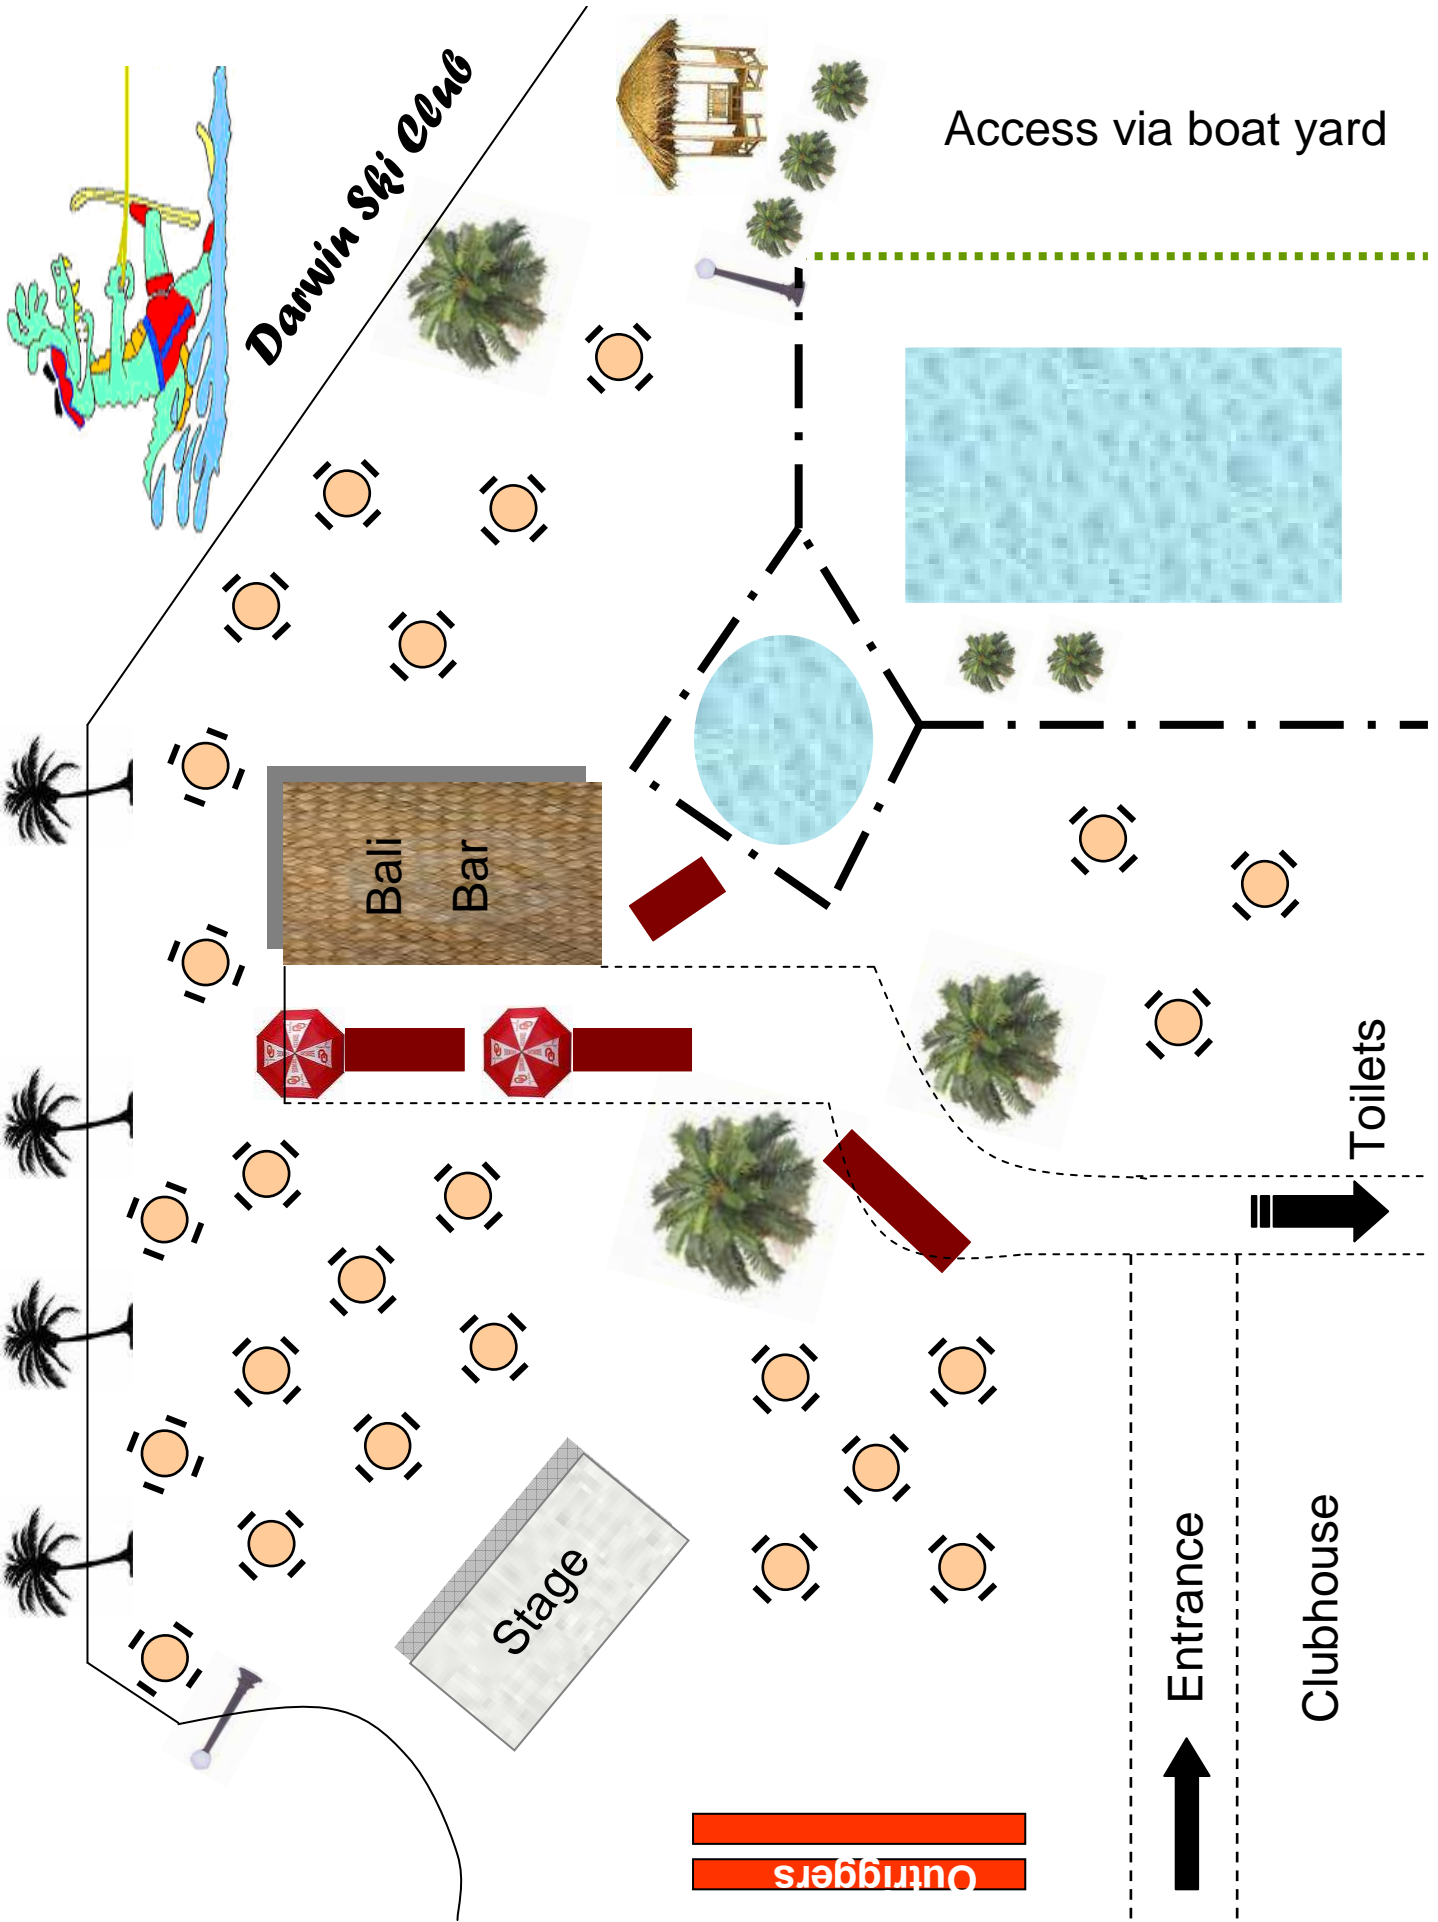 Darwin Ski Club
Access via boat yard
Bali
Bar
Toilets
Stage
Entrance
Clubhouse
Outriggers